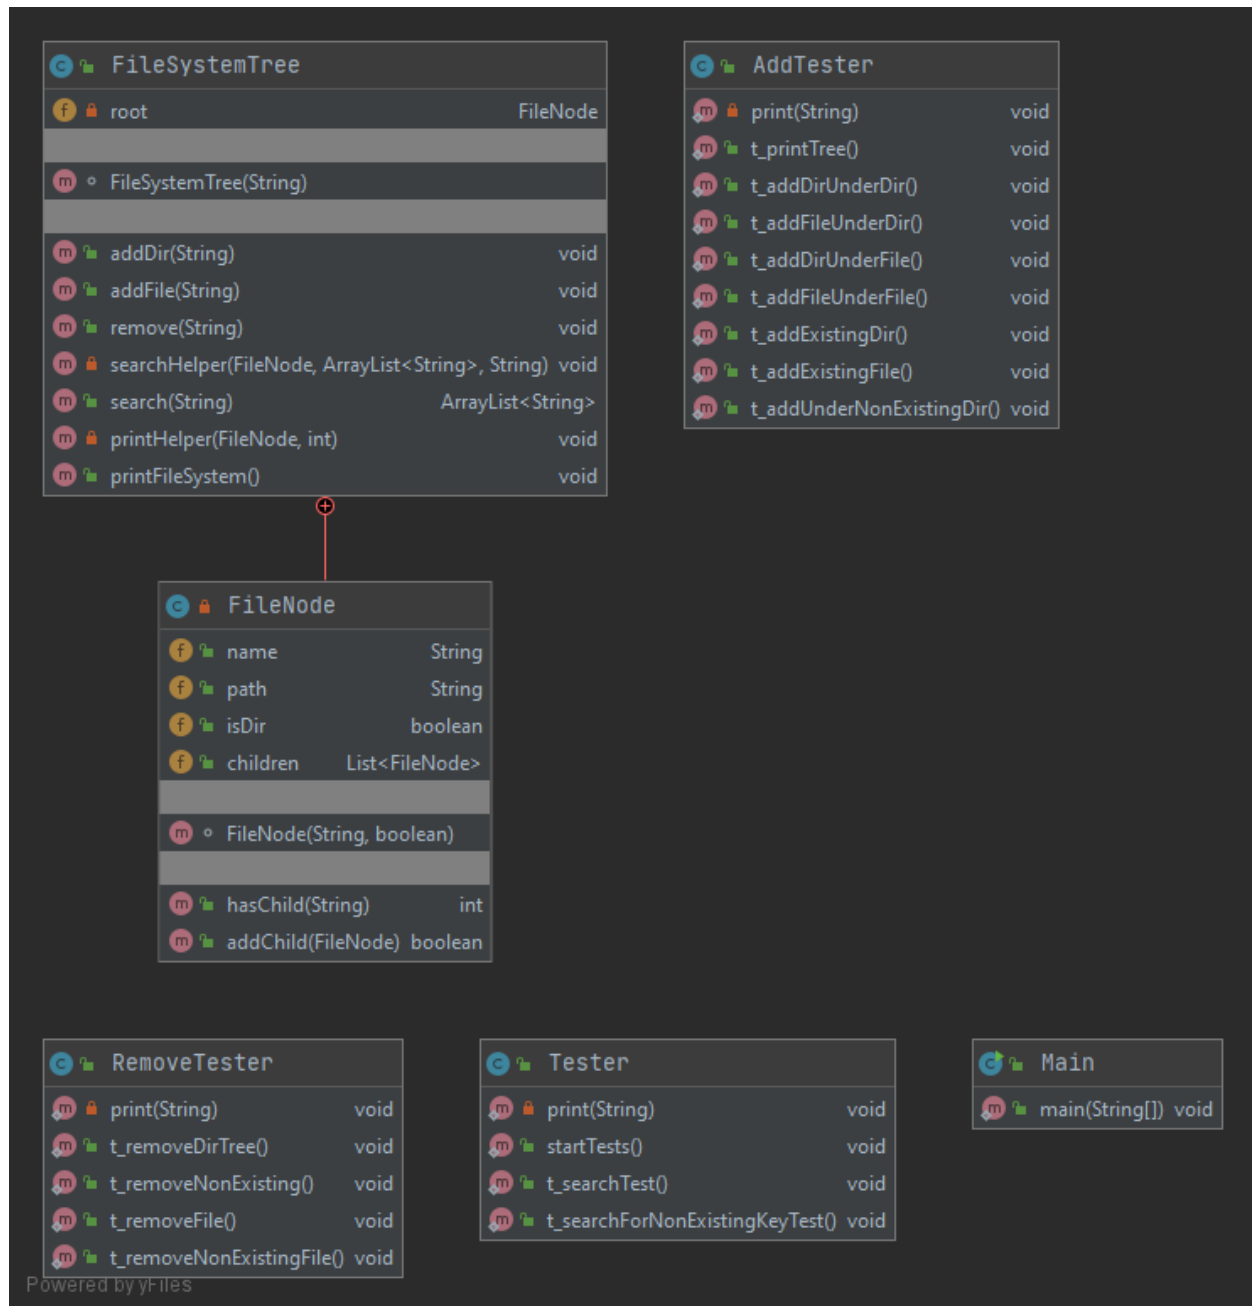 FileSystemTree
root FileNode
FileSystemTree(String)
addDir(String) void
addFile(String) void
remove(String) void
searchHelper(FileNode, ArrayList<String>, String) void
search(String) ArrayList<String>
printHelper(FileNode, int) void
printFileSystem() void
AddTester
print(String) void
t_printTree() void
t_addDirUnderDir() void
t_addFileUnderDir() void
t_addDirUnderFile() void
t_addFileUnderFile() void
t_addExistingDir() void
t_addExistingFile() void
t_addUnderNonExistingDir() void
FileNode
name String
path String
isDir boolean
children List<FileNode>
FileNode(String, boolean)
hasChild(String) int
addChild(FileNode) boolean
RemoveTester
print(String) void
t_removeDirTree() void
t_removeNonExisting() void
t_removeFile() void
t_removeNonExistingFile() void
Tester
print(String) void
startTests() void
t_searchTest() void
t_searchForNonExistingKeyTest() void
Main
main(String[]) void
Powered by yFiles